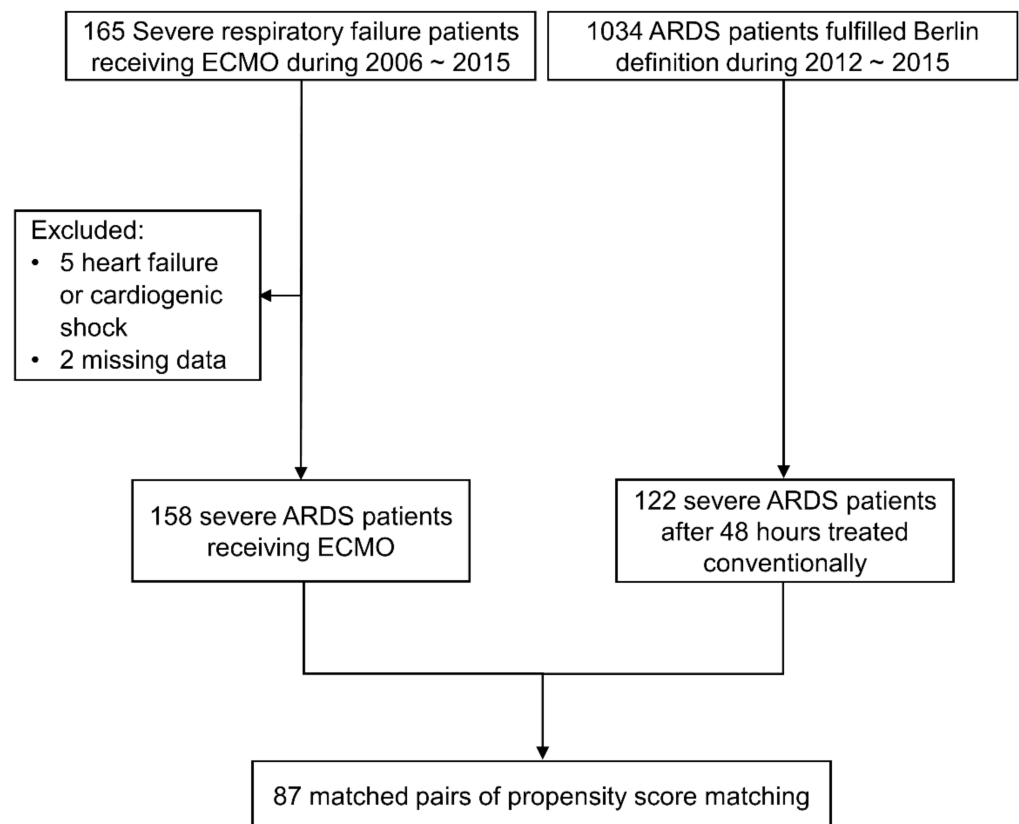 165 Severe respiratory failure patients
receiving ECMO during 2006 ~ 2015
1034 ARDS patients fulfilled Berlin
definition during 2012 ~ 2015
Excluded:
• 5 heart failure
or cardiogenic
shock
• 2 missing data
158 severe ARDS patients
receiving ECMO
122 severe ARDS patients
after 48 hours treated
conventionally
87 matched pairs of propensity score matching